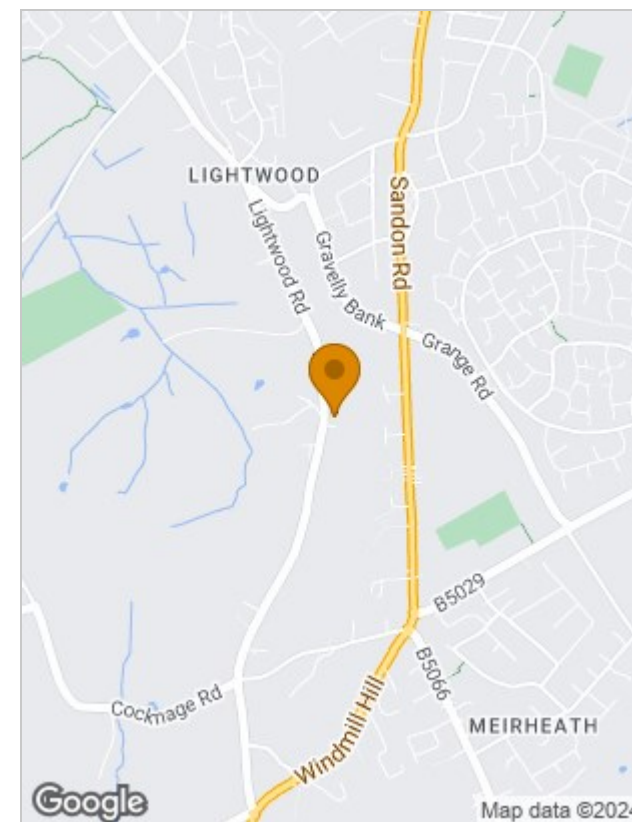 LIGHTWOOD
Lightwood Rd
Sandon Rd
Gravelly Bank
Grange Rd
B5029
B5066
Cockmage Rd
Windmill Hill
MEIRHEATH
Google
Map data ©2024